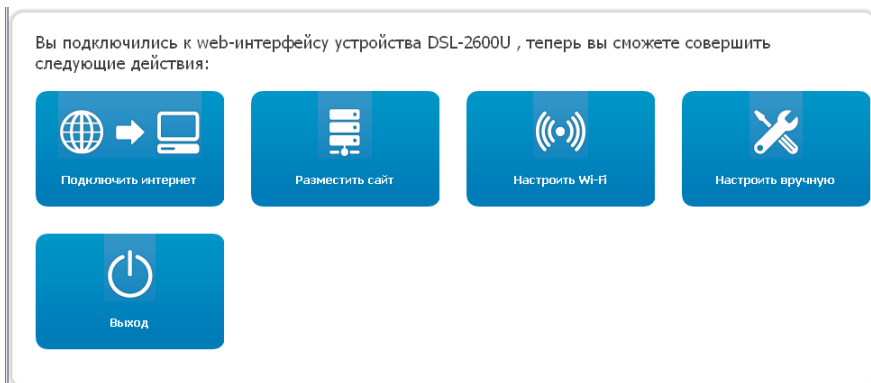 Вы подключились к web-интерфейсу устройства DSL-2600U , теперь вы сможете совершить
следующие действия:
Подключить интернет
Разместить сайт
Настроить Wi-Fi
Настроить вручную
Выход